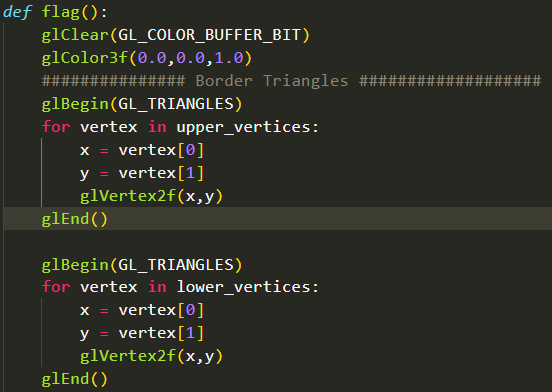 def flag():
    glClear(GL_COLOR_BUFFER_BIT)
    glColor3f(0.0,0.0,1.0)
    ############### Border Triangles ###################
    glBegin(GL_TRIANGLES)
    for vertex in upper_vertices:
        x = vertex[0]
        y = vertex[1]
        glVertex2f(x,y)
    glEnd()

    glBegin(GL_TRIANGLES)
    for vertex in lower_vertices:
        x = vertex[0]
        y = vertex[1]
        glVertex2f(x,y)
    glEnd()